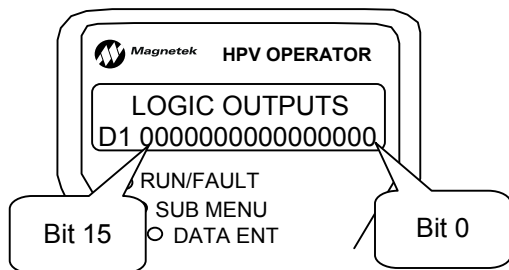 Magnetek HPV OPERATOR
LOGIC OUTPUTS
D1 0000000000000000
RUN/FAULT
SUB MENU
DATA ENT
Bit 15
Bit 0